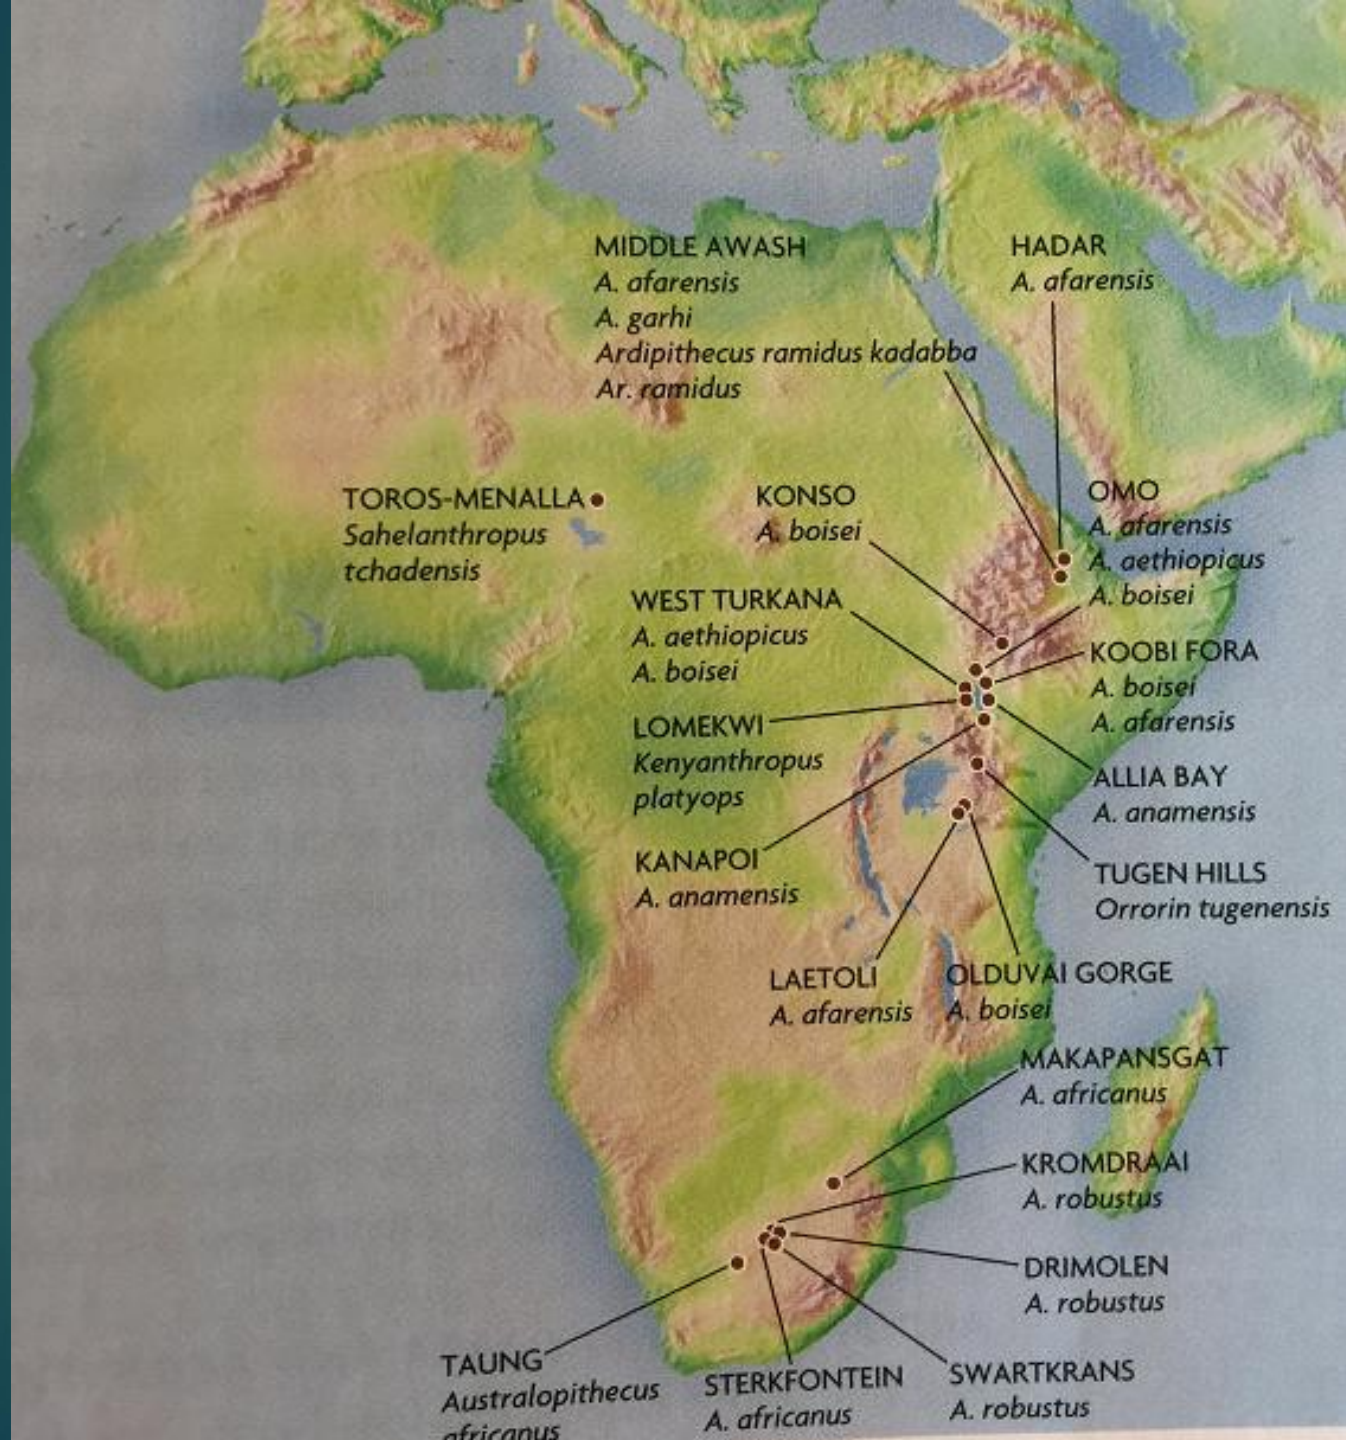 MIDDLE AWASH
A. afarensis
A. garhi
Ardipithecus ramidus kadabba
Ar. ramidus
HADAR
A. afarensis
TOROS-MENALLA
Sahelanthropus
tchadensis
KONSO
A. boisei
OMO
A. afarensis
A. aethiopicus
A. boisei
WEST TURKANA
A. aethiopicus
A. boisei
KOOBI FORA
A. boisei
A. afarensis
LOMEKWI
Kenyanthropus
platyops
ALLIA BAY
A. anamensis
KANAPOI
A. anamensis
TUGEN HILLS
Orrorin tugenensis
LAETOLI
A. afarensis
OLDUVAI GORGE
A. boisei
MAKAPANSGAT
A. africanus
KROMDRAAI
A. robustus
DRIMOLEN
A. robustus
TAUNG
Australopithecus
africanus
STERKFONTEIN
A. africanus
SWARTKRANS
A. robustus